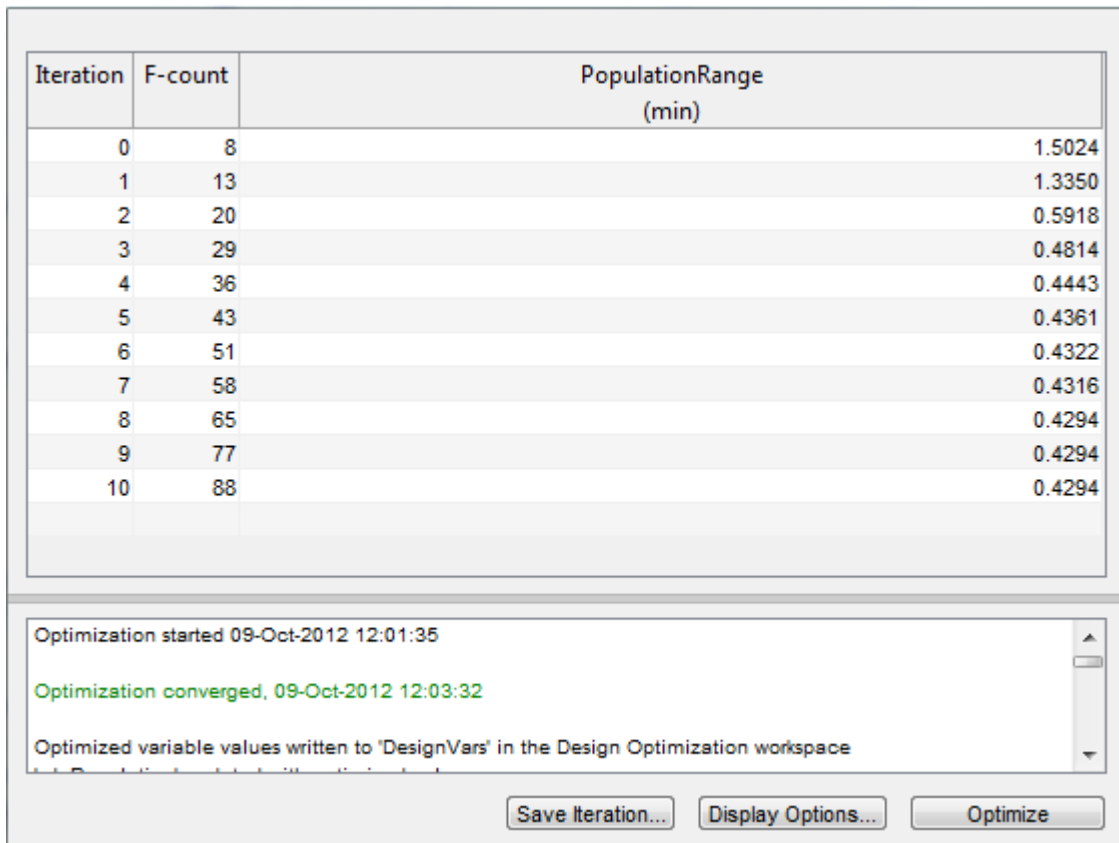 Iteration F-count PopulationRange
(min)
0 8 1.5024
1 13 1.3350
2 20 0.5918
3 29 0.4814
4 36 0.4443
5 43 0.4361
6 51 0.4322
7 58 0.4316
8 65 0.4294
9 77 0.4294
10 88 0.4294
Optimization started 09-Oct-2012 12:01:35
Optimization converged, 09-Oct-2012 12:03:32
Optimized variable values written to 'DesignVars' in the Design Optimization workspace
Save Iteration... Display Options... Optimize